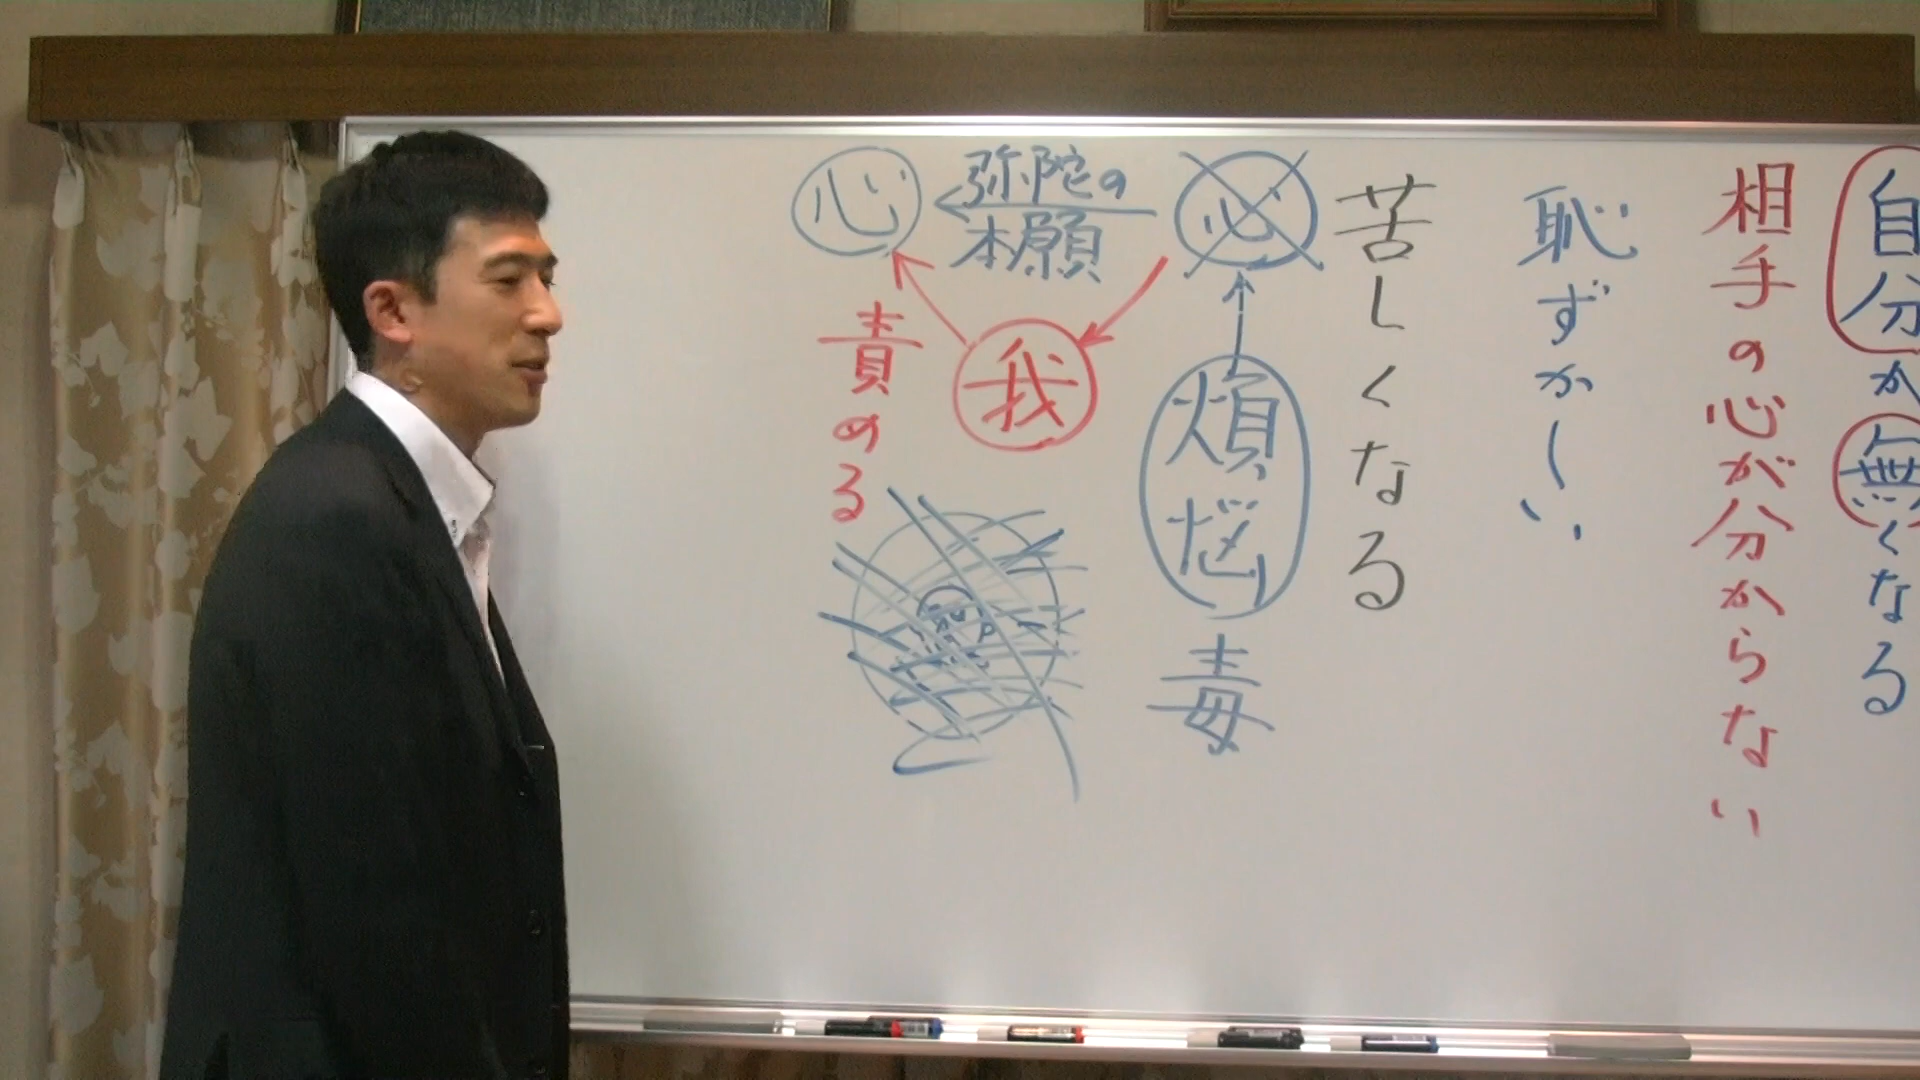 自分が無くなる
相手の心が分からない
恥ずかしい
苦しくなる
心
煩悩
毒
弥陀の
本願
我
心
責める